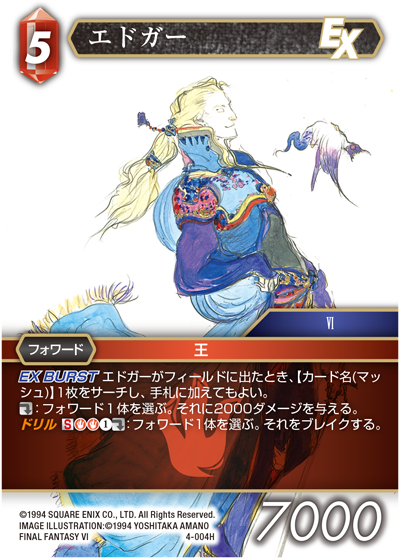 5
エドガー
EX
VI
フォワード
王
EX BURST エドガーがフィールドに出たとき、【カード名(マッ
シュ)】1枚をサーチし、手札に加えてもよい。
:フォワード1体を選ぶ。それに2000ダメージを与える。
ドリル S 1 :フォワード1体を選ぶ。それをブレイクする。
©1994 SQUARE ENIX CO., LTD. All Rights Reserved.
IMAGE ILLUSTRATION:©1994 YOSHITAKA AMANO
FINAL FANTASY VI
4-004H
7000